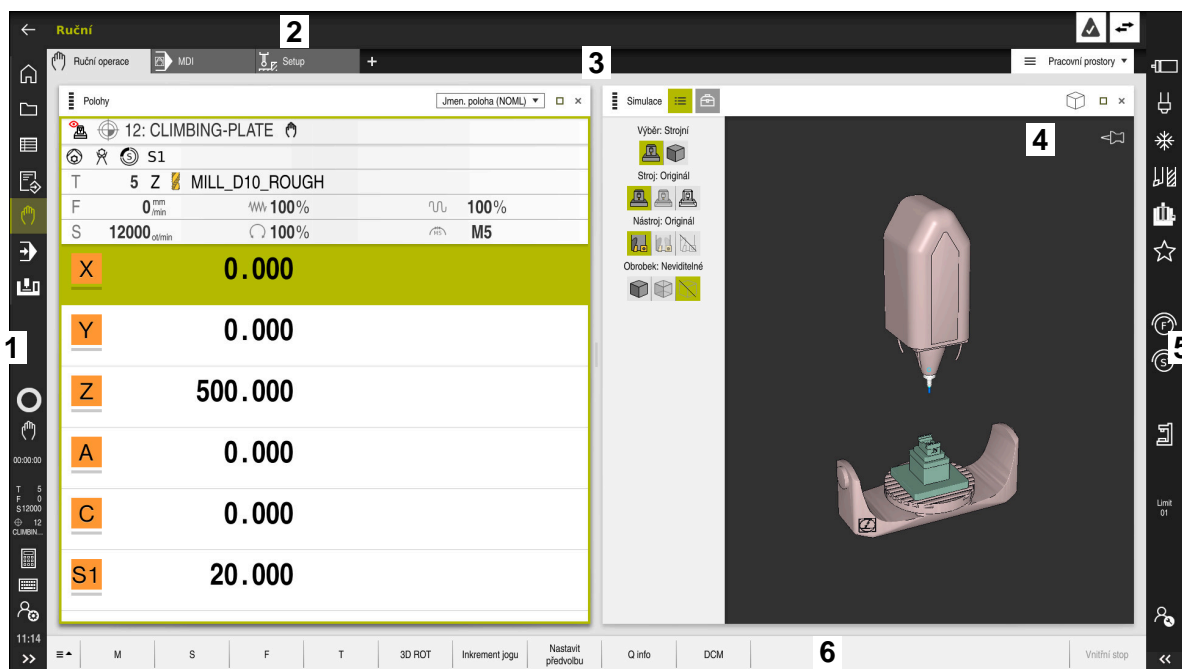 Ruční
2
Ruční operace
MDI
Setup
+
3
Pracovní prostory
Polohy
Jmen. poloha (NOML)
12: CLIMBING-PLATE
S1
T 5 Z MILL_D10_ROUGH
F 0 mm/min 100% 100%
S 12000 ot/min 100% M5
X 0.000
Y 0.000
Z 500.000
A 0.000
C 0.000
S1 20.000
Simulace
Výběr: Strojní
Stroj: Originál
Nástroj: Originál
Obrobek: Neviditelné
4
1
00:00:00
T 5
F 0
S 12000
12
CLIMBIN...
11:14
F
S
5
Limit
01
M
S
F
T
3D ROT
Inkrement jogu
Nastavit
předvolbu
Q info
DCM
6
Vnitřní stop